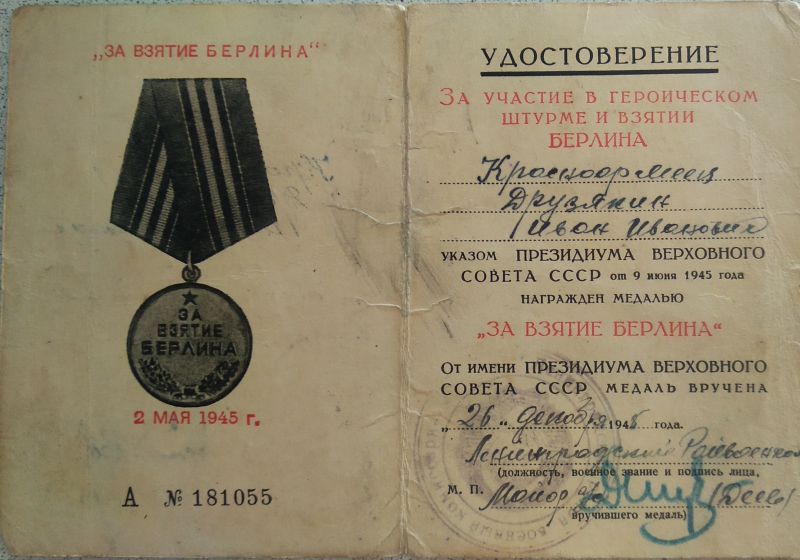 „ЗА ВЗЯТИЕ БЕРЛИНА“
ЗА
ВЗЯТИЕ
БЕРЛИНА
2 МАЯ 1945 г.
А № 181055
УДОСТОВЕРЕНИЕ
ЗА УЧАСТИЕ В ГЕРОИЧЕСКОМ
ШТУРМЕ И ВЗЯТИИ
БЕРЛИНА
Красноармеец
Друзякин
Иван Иванович
УКАЗОМ ПРЕЗИДИУМА ВЕРХОВНОГО
СОВЕТА СССР от 9 июня 1945 года
НАГРАЖДЕН МЕДАЛЬЮ
„ЗА ВЗЯТИЕ БЕРЛИНА“
От имени ПРЕЗИДИУМА ВЕРХОВНОГО
СОВЕТА СССР МЕДАЛЬ ВРУЧЕНА
„26“ декабря 1945 года.
Ленинградский Райвоенком
(должность, военное звание и подпись лица,
М. П. Майор а/с
вручившего медаль)